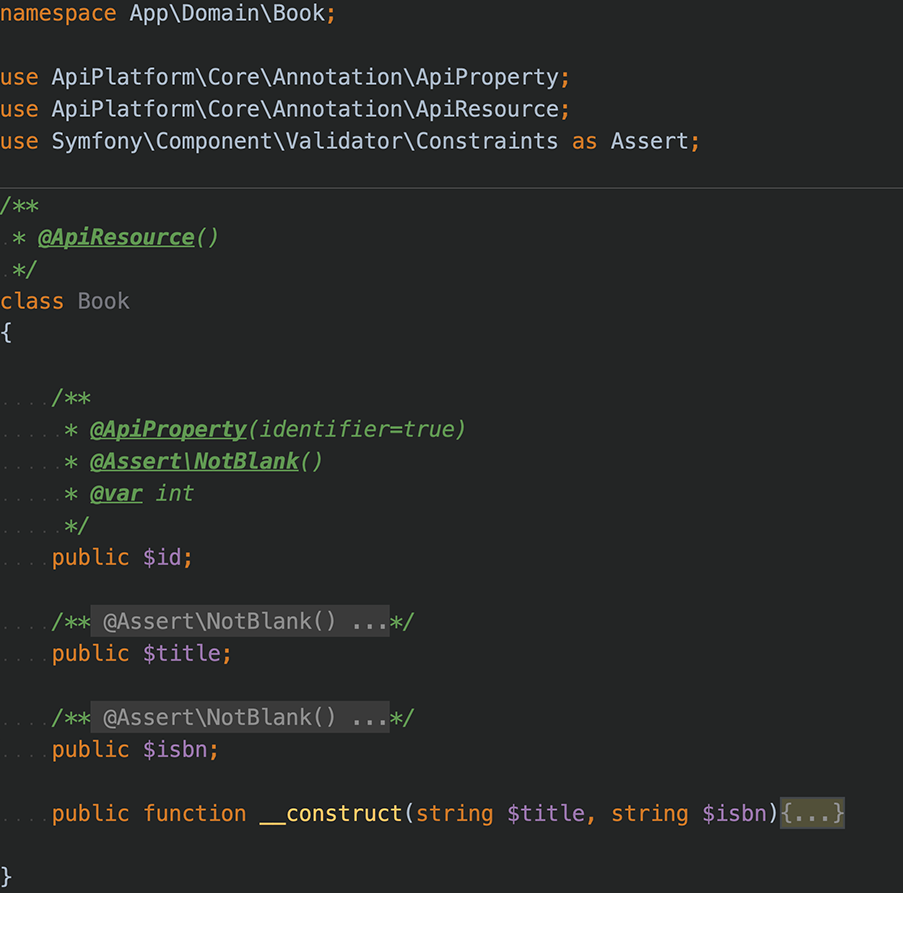 namespace App\Domain\Book;
use ApiPlatform\Core\Annotation\ApiProperty;
use ApiPlatform\Core\Annotation\ApiResource;
use Symfony\Component\Validator\Constraints as Assert;
/**
* @ApiResource()
*/
class Book
{
/**
* @ApiProperty(identifier=true)
* @Assert\NotBlank()
* @var int
*/
public $id;
/** @Assert\NotBlank() ...*/
public $title;
/** @Assert\NotBlank() ...*/
public $isbn;
public function __construct(string $title, string $isbn){...}
}